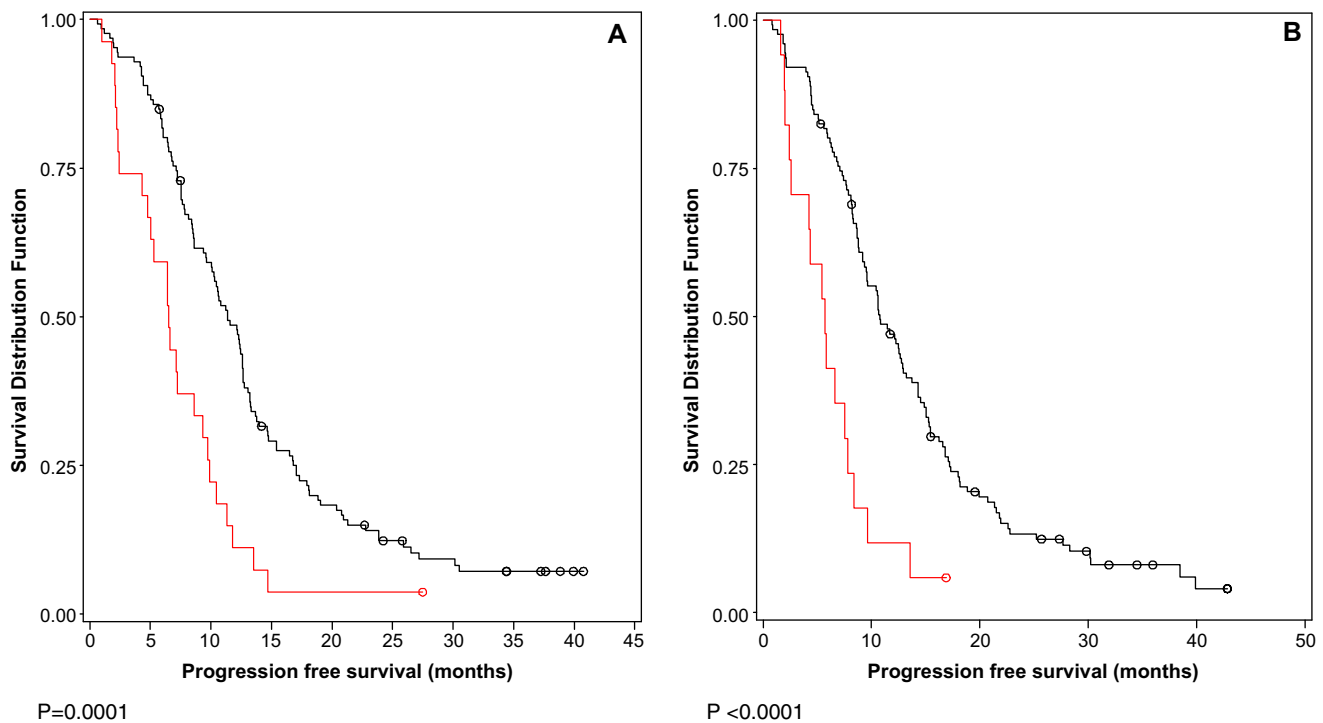 A
1.00
0.75
0.50
0.25
0.00
Survival Distribution Function
0 5 10 15 20 25 30 35 40 45
Progression free survival (months)
P=0.0001
B
1.00
0.75
0.50
0.25
0.00
Survival Distribution Function
0 10 20 30 40 50
Progression free survival (months)
P <0.0001